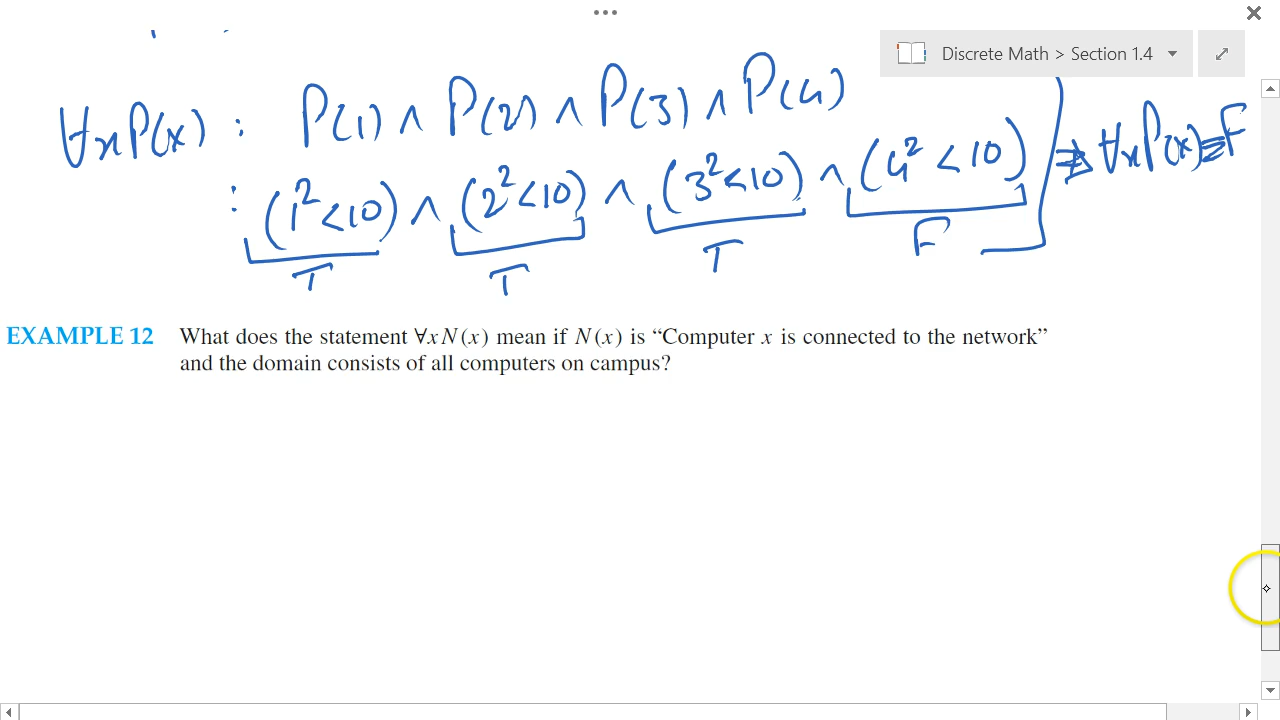 Discrete Math > Section 1.4
∀xP(x) : P(1) ∧ P(2) ∧ P(3) ∧ P(4)
: (1² < 10) ∧ (2² < 10) ∧ (3² < 10) ∧ (4² < 10) ⇒ ∀xP(x) ≡ F
T T T F
EXAMPLE 12 What does the statement ∀xN(x) mean if N(x) is “Computer x is connected to the network”
and the domain consists of all computers on campus?